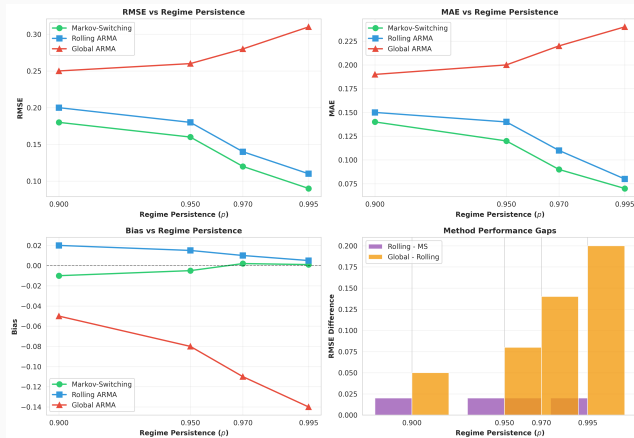 RMSE vs Regime Persistence
Markov-Switching
Rolling ARMA
Global ARMA
RMSE
0.30
0.25
0.20
0.15
0.10
0.900
0.950
0.970
0.995
Regime Persistence (ρ)
MAE vs Regime Persistence
Markov-Switching
Rolling ARMA
Global ARMA
MAE
0.225
0.200
0.175
0.150
0.125
0.100
0.075
0.900
0.950
0.970
0.995
Regime Persistence (ρ)
Bias vs Regime Persistence
Bias
0.02
0.00
−0.02
−0.04
−0.06
−0.08
−0.10
−0.12
−0.14
Markov-Switching
Rolling ARMA
Global ARMA
0.900
0.950
0.970
0.995
Regime Persistence (ρ)
Method Performance Gaps
Rolling - MS
Global - Rolling
RMSE Difference
0.200
0.175
0.150
0.125
0.100
0.075
0.050
0.025
0.000
0.900
0.950
0.970
0.995
Regime Persistence (ρ)